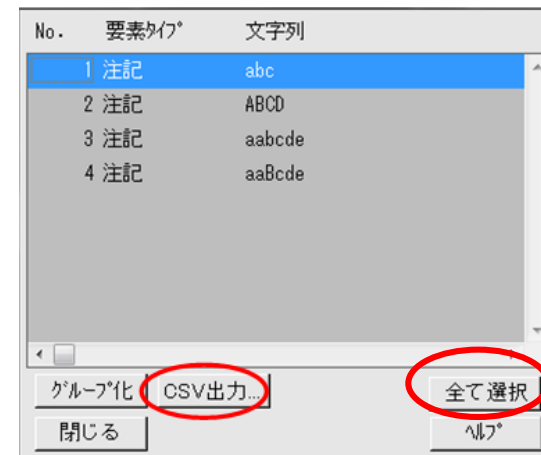 No. 要素ﾀｲﾌﾟ 文字列
1 注記 abc
2 注記 ABCD
3 注記 aabcde
4 注記 aaBcde
ｸﾞﾙｰﾌﾟ化 CSV出力... 全て選択
閉じる ﾍﾙﾌﾟ